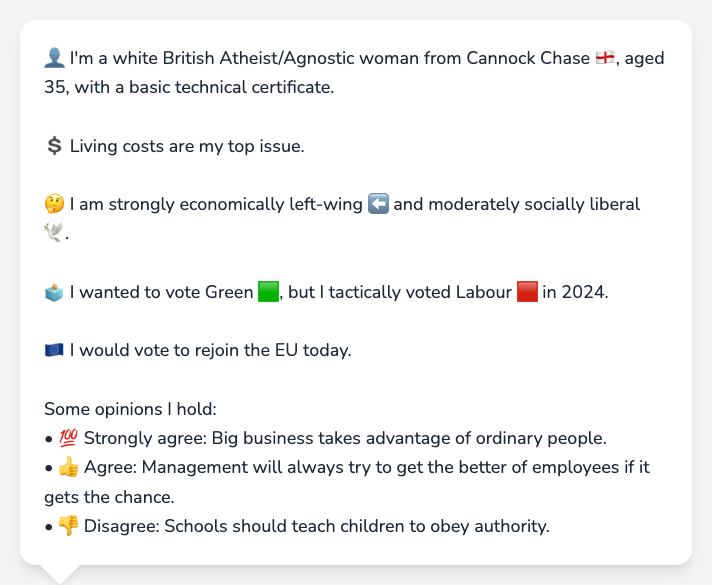 👤 I'm a white British Atheist/Agnostic woman from Cannock Chase 🏴󠁧󠁢󠁥󠁮󠁧󠁿, aged
35, with a basic technical certificate.
💲 Living costs are my top issue.
🤔 I am strongly economically left-wing ⬅️ and moderately socially liberal
🕊️.
🗳️ I wanted to vote Green 🟩, but I tactically voted Labour 🟥 in 2024.
🇪🇺 I would vote to rejoin the EU today.
Some opinions I hold:
• 💯 Strongly agree: Big business takes advantage of ordinary people.
• 👍 Agree: Management will always try to get the better of employees if it
gets the chance.
• 👎 Disagree: Schools should teach children to obey authority.